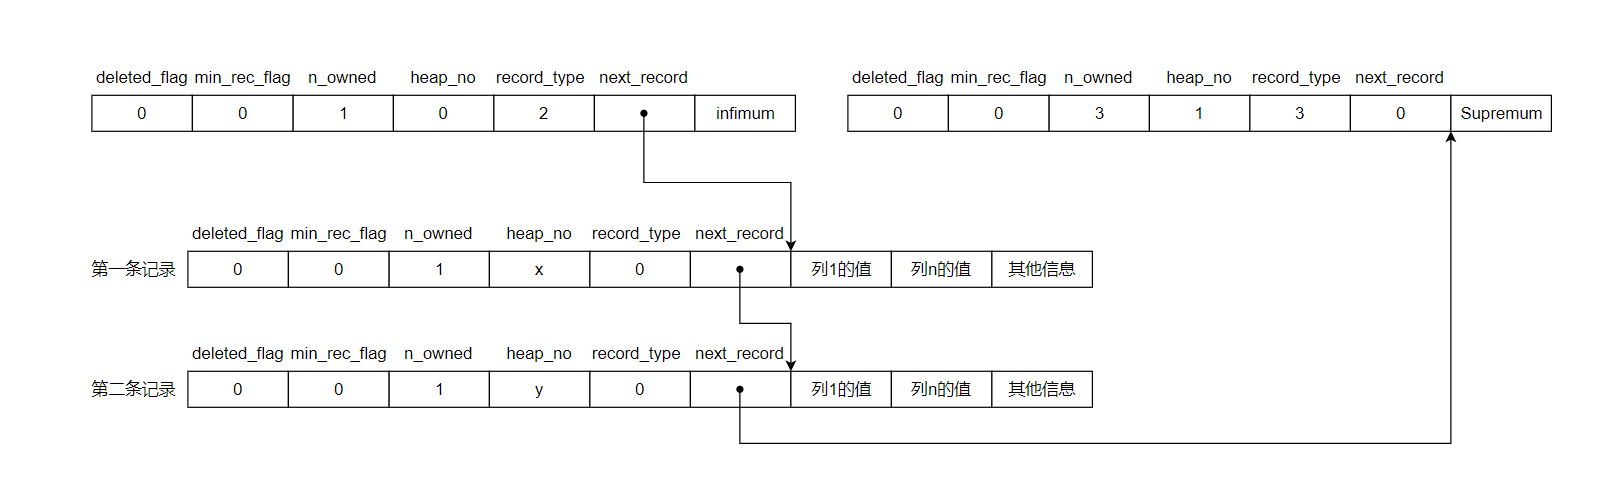 deleted_flag min_rec_flag n_owned heap_no record_type next_record
0 0 1 0 2 infimum
deleted_flag min_rec_flag n_owned heap_no record_type next_record
0 0 3 1 3 0 Supremum
deleted_flag min_rec_flag n_owned heap_no record_type next_record
第一条记录 0 0 1 x 0 列1的值 列n的值 其他信息
deleted_flag min_rec_flag n_owned heap_no record_type next_record
第二条记录 0 0 1 y 0 列1的值 列n的值 其他信息